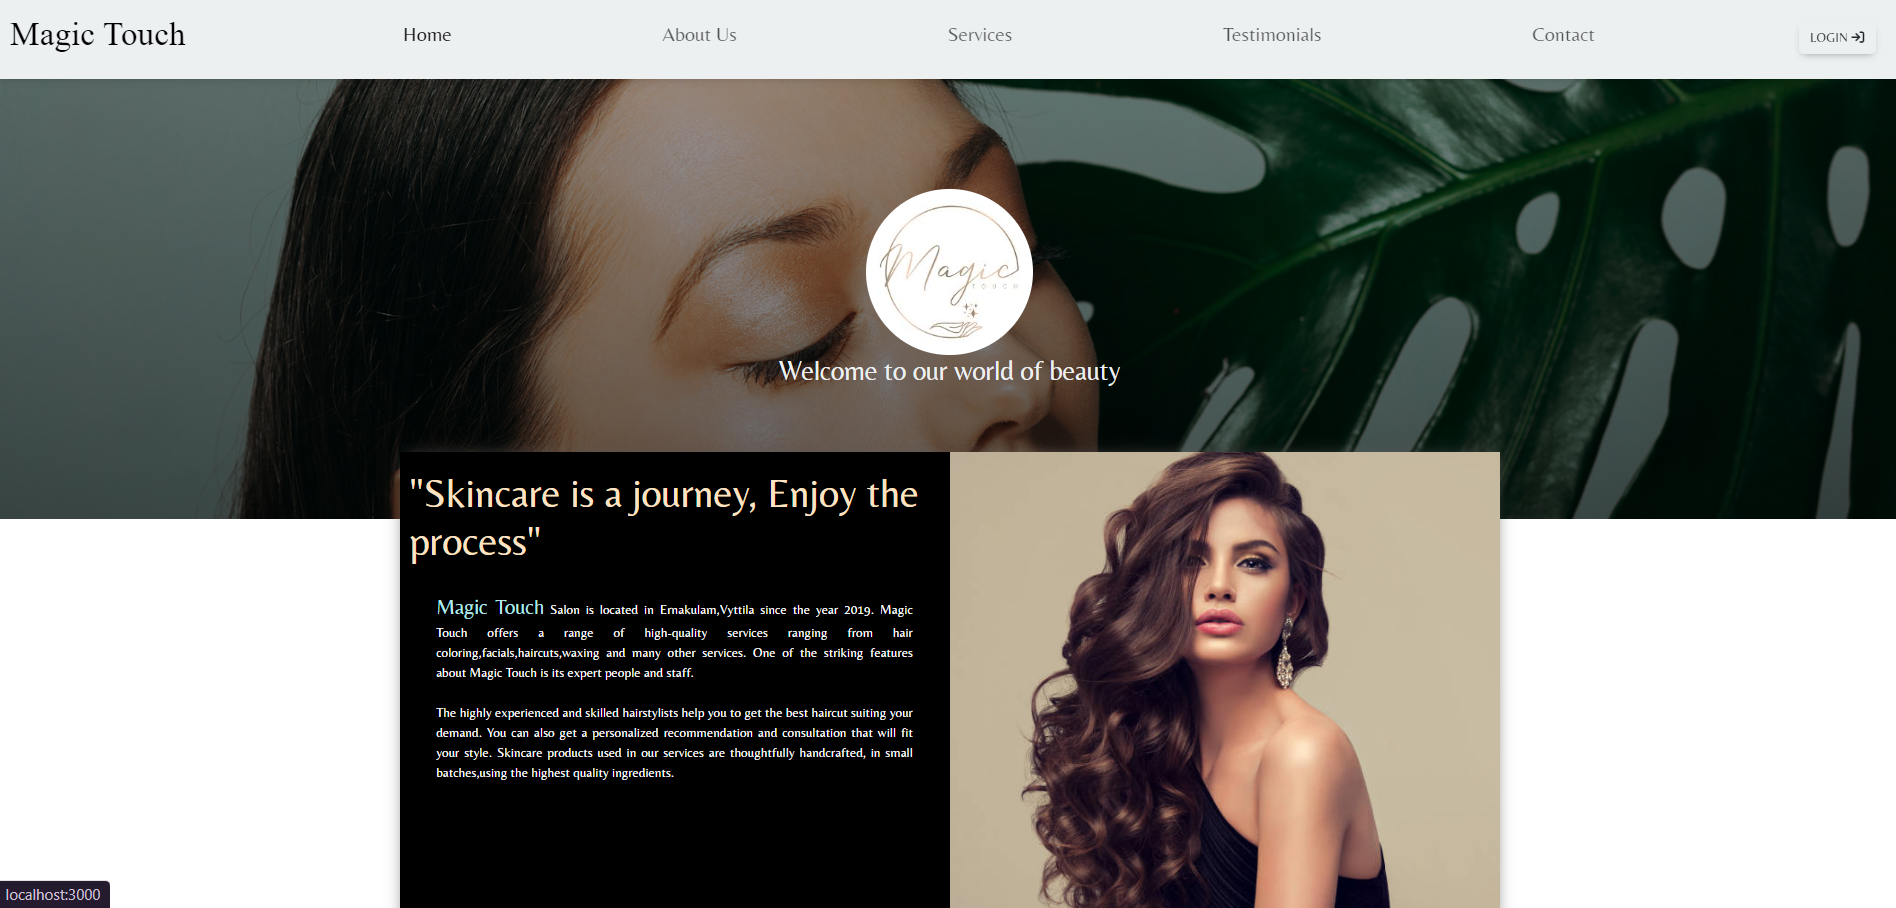 Magic Touch
Home
About Us
Services
Testimonials
Contact
LOGIN
Magic
TOUCH
Welcome to our world of beauty
"Skincare is a journey, Enjoy the
process"
Magic Touch Salon is located in Ernakulam,Vyttila since the year 2019. Magic
Touch offers a range of high-quality services ranging from hair
coloring,facials,haircuts,waxing and many other services. One of the striking features
about Magic Touch is its expert people and staff.
The highly experienced and skilled hairstylists help you to get the best haircut suiting your
demand. You can also get a personalized recommendation and consultation that will fit
your style. Skincare products used in our services are thoughtfully handcrafted, in small
batches,using the highest quality ingredients.
localhost:3000